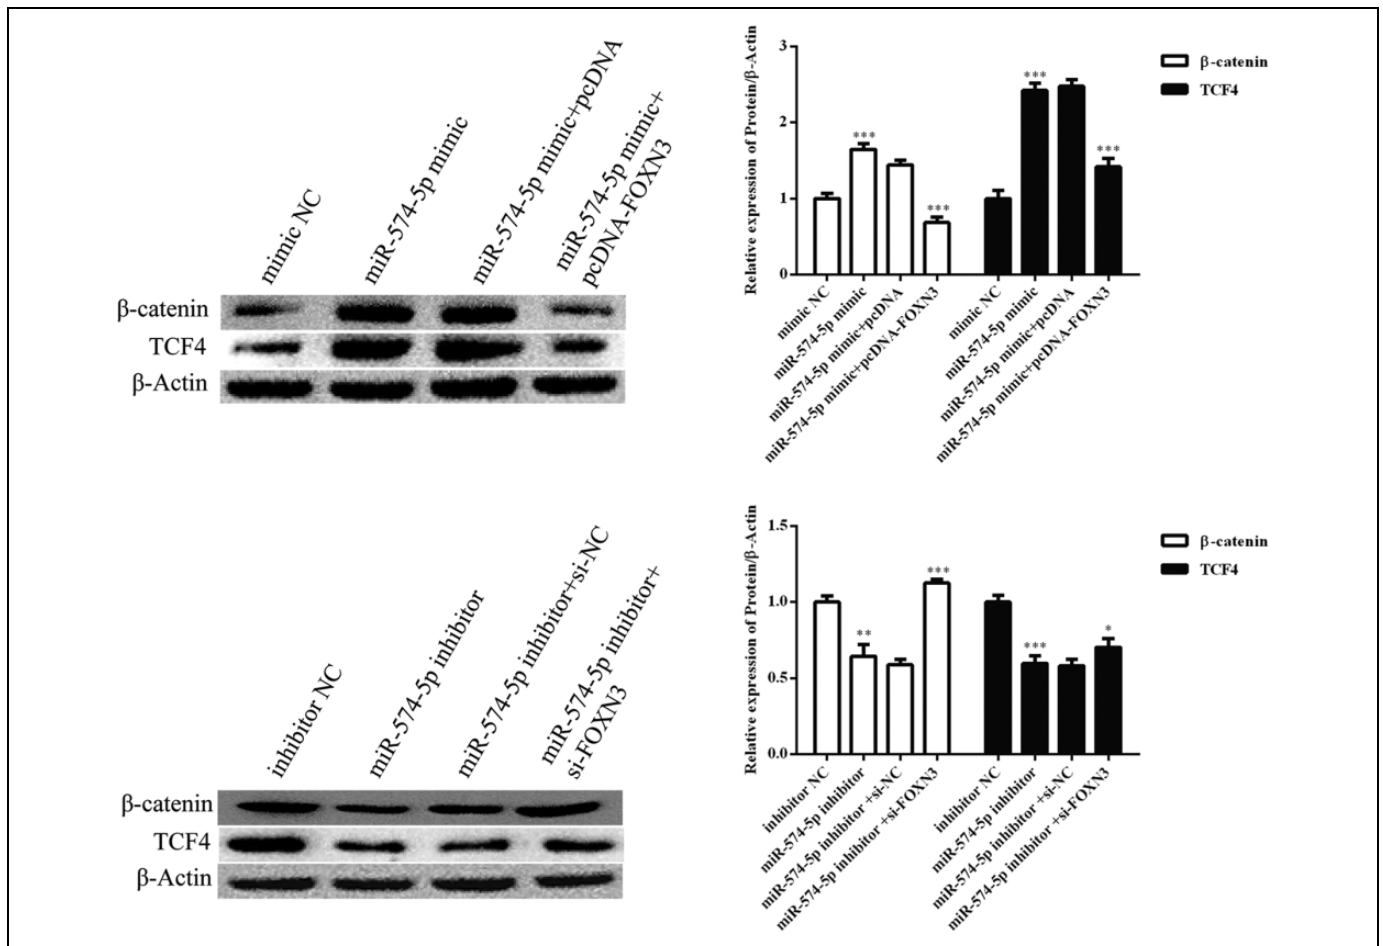 mimic NC
miR-574-5p mimic
miR-574-5p mimic+pcDNA
miR-574-5p mimic+
pcDNA-FOXN3
β-catenin
TCF4
β-Actin
Relative expression of Protein/β-Actin
3
2
1
0
***
***
***
***
mimic NC
miR-574-5p mimic
miR-574-5p mimic+pcDNA
miR-574-5p mimic+pcDNA-FOXN3
mimic NC
miR-574-5p mimic
miR-574-5p mimic+pcDNA
miR-574-5p mimic+pcDNA-FOXN3
β-catenin
TCF4
inhibitor NC
miR-574-5p inhibitor
miR-574-5p inhibitor+si-NC
miR-574-5p inhibitor+
si-FOXN3
β-catenin
TCF4
β-Actin
Relative expression of Protein/β-Actin
1.5
1.0
0.5
0.0
**
***
***
*
inhibitor NC
miR-574-5p inhibitor
miR-574-5p inhibitor +si-NC
miR-574-5p inhibitor +si-FOXN3
inhibitor NC
miR-574-5p inhibitor
miR-574-5p inhibitor +si-NC
miR-574-5p inhibitor +si-FOXN3
β-catenin
TCF4